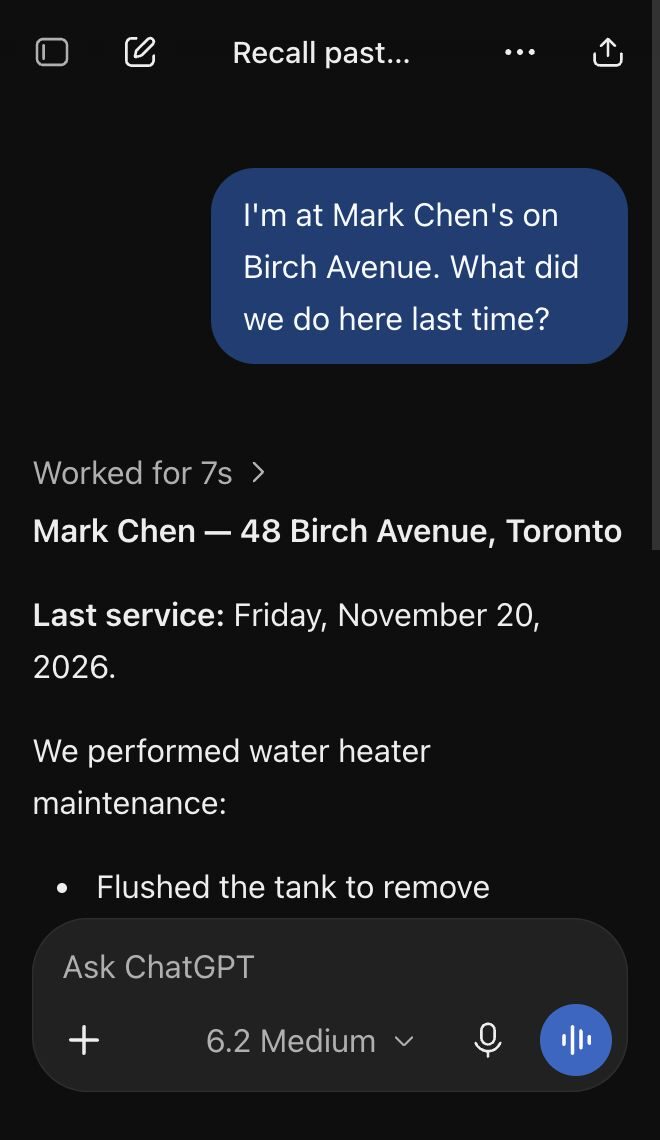 Recall past...
I'm at Mark Chen's on
Birch Avenue. What did
we do here last time?
Worked for 7s
Mark Chen — 48 Birch Avenue, Toronto
Last service: Friday, November 20,
2026.
We performed water heater
maintenance:
• Flushed the tank to remove
Ask ChatGPT
6.2 Medium